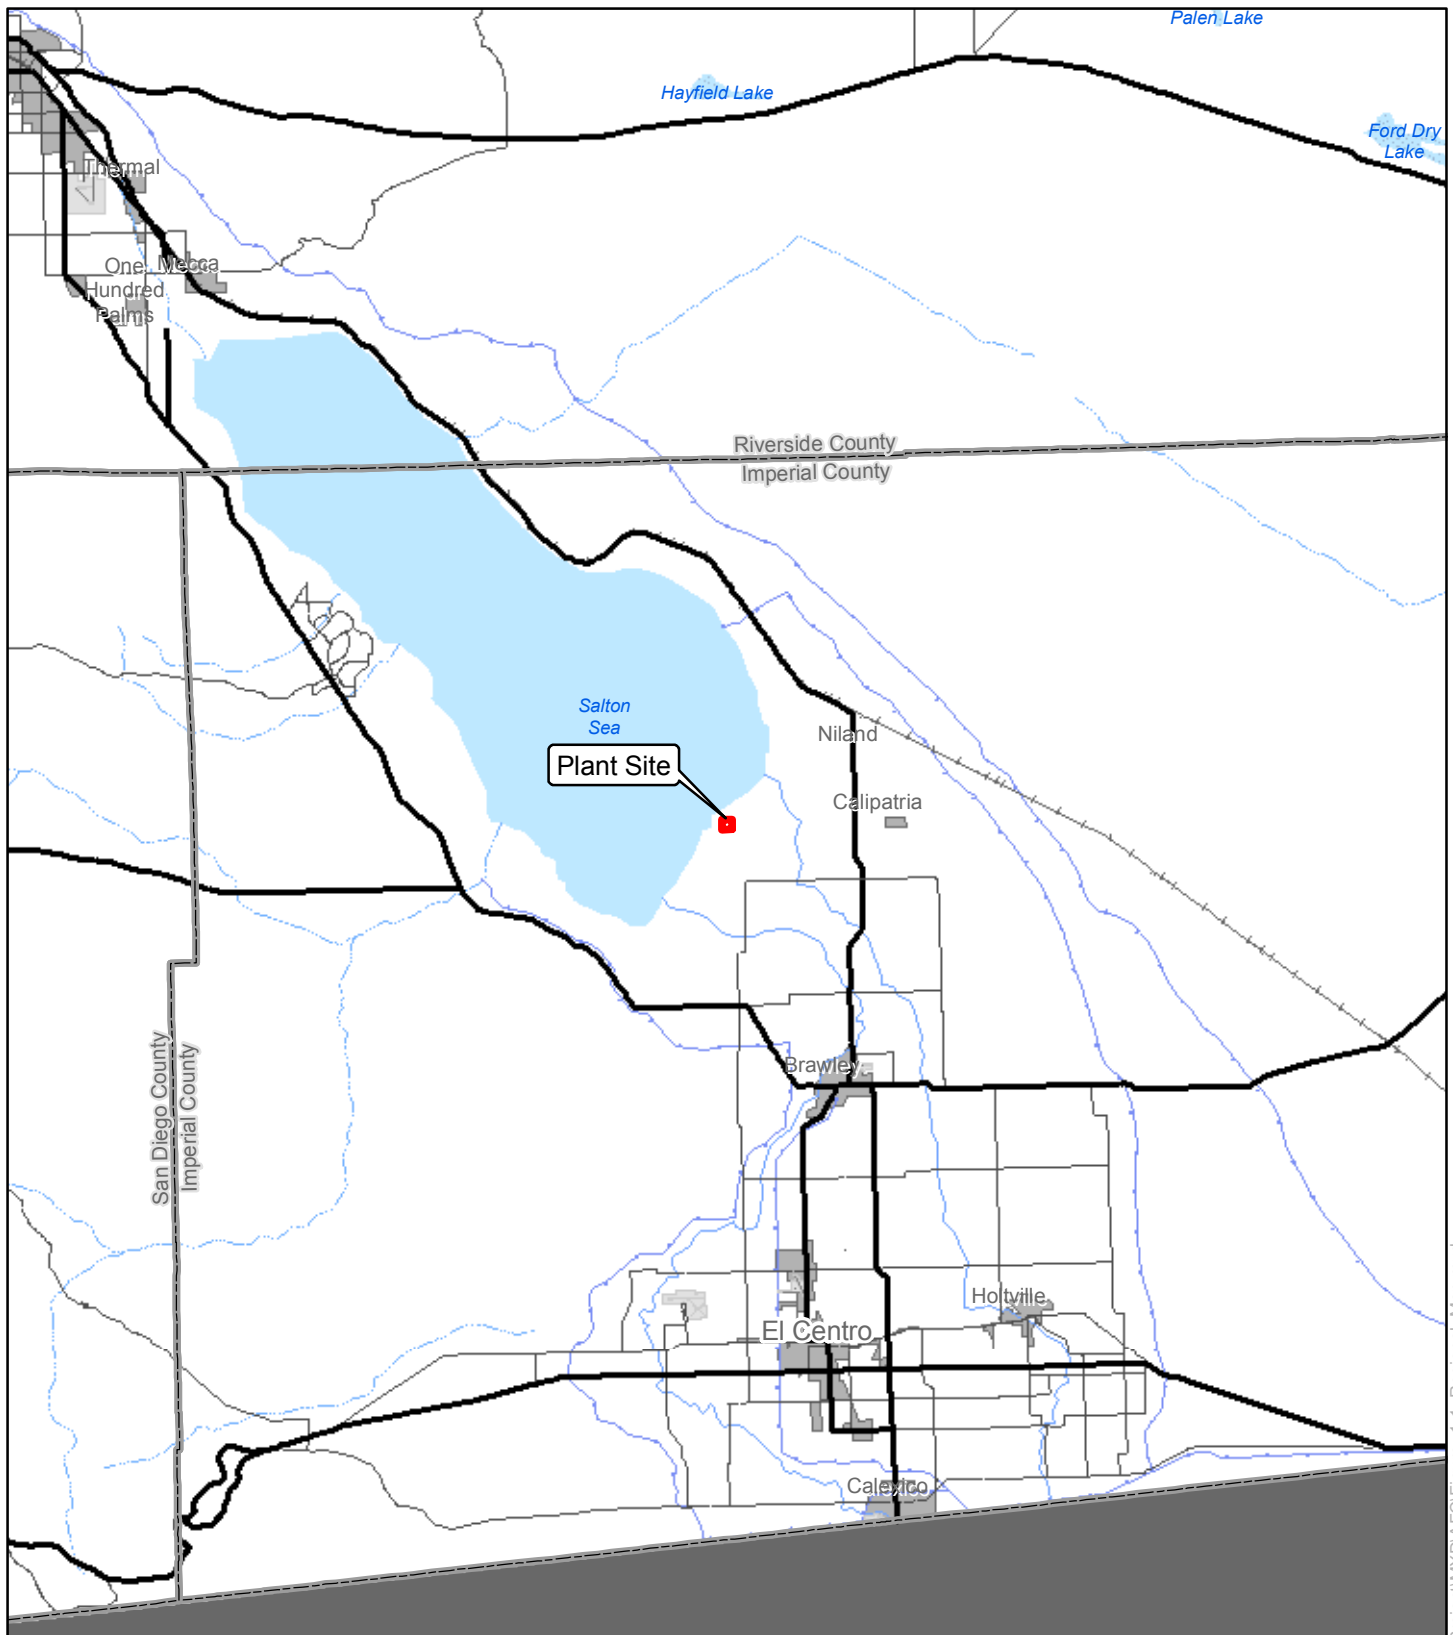 Palen Lake
Hayfield Lake
Ford Dry
Lake
Thermal
One
Hundred
Palms
Mecca
Riverside County
Imperial County
Salton
Sea
Niland
Plant Site
Calipatria
San Diego County
Imperial County
Brawley
Holtville
El Centro
Calexico